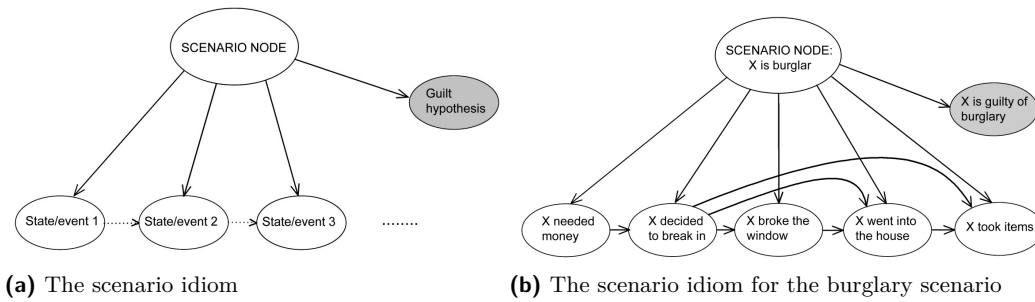 SCENARIO NODE
Guilt
hypothesis
State/event 1
State/event 2
State/event 3
........
(a) The scenario idiom
SCENARIO NODE:
X is burglar
X is guilty of
burglary
X needed
money
X decided
to break in
X broke the
window
X went into
the house
X took items
(b) The scenario idiom for the burglary scenario